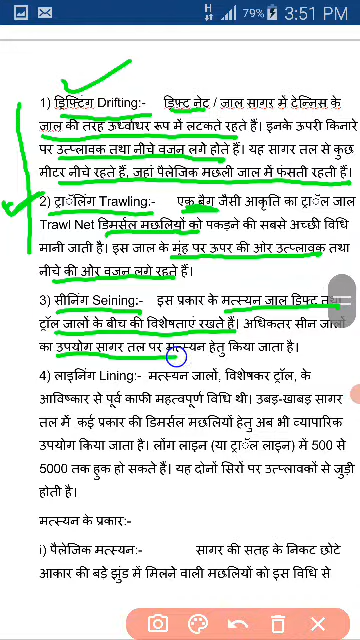 H 79% 3:51 PM
1) ड्रिफ्टिंग Drifting:- ड्रिफ्ट नेट / जाल सागर में टेल्निस के
जाल की तरह ऊर्ध्वाधर रूप में लटकते रहते हैं। इनके ऊपरी किनारे
पर उत्प्लावक तथा नीचे वजन लगे होते हैं। यह सागर तल से कुछ
मीटर नीचे रहते हैं, जहां पैलेजिक मछली जाल में फंसती रहती हैं।
2) ट्रॉलिंग Trawling:- एक बैग जैसी आकृति का ट्रॉल जाल
Trawl Net डिमर्सल मछलियों को पकड़ने की सबसे अच्छी विधि
मानी जाती है। इस जाल के मूंह पर ऊपर की ओर उत्प्लावक तथा
नीचे की ओर वजन लगे रहते हैं।
3) सीनिंग Seining:- इस प्रकार के मत्स्यन जाल ड्रिफ्ट तथा
ट्रॉल जालों के बीच की विशेषताएं रखते हैं। अधिकतर सीन जालों
का उपयोग सागर तल पर मत्स्यन हेतु किया जाता है।
4) लाइनिंग Lining:- मत्स्यन जालों, विशेषकर ट्रॉल, के
आविष्कार से पूर्व काफी महत्वपूर्ण विधि थी। उबड़-खाबड़ सागर
तल में कई प्रकार की डिमर्सल मछलियों हेतु अब भी व्यापारिक
उपयोग किया जाता है। लॉंग लाइन (या ट्रॉल लाइन) में 500 से
5000 तक हुक हो सकते हैं। यह दोनों सिरों पर उत्प्लावकों से जुड़ी
होती है।
मत्स्यन के प्रकार:-
i) पैलेजिक मत्स्यन:- सागर की सतह के निकट छोटे
आकार की बड़े झुंड में मिलने वाली मछलियों को इस विधि से